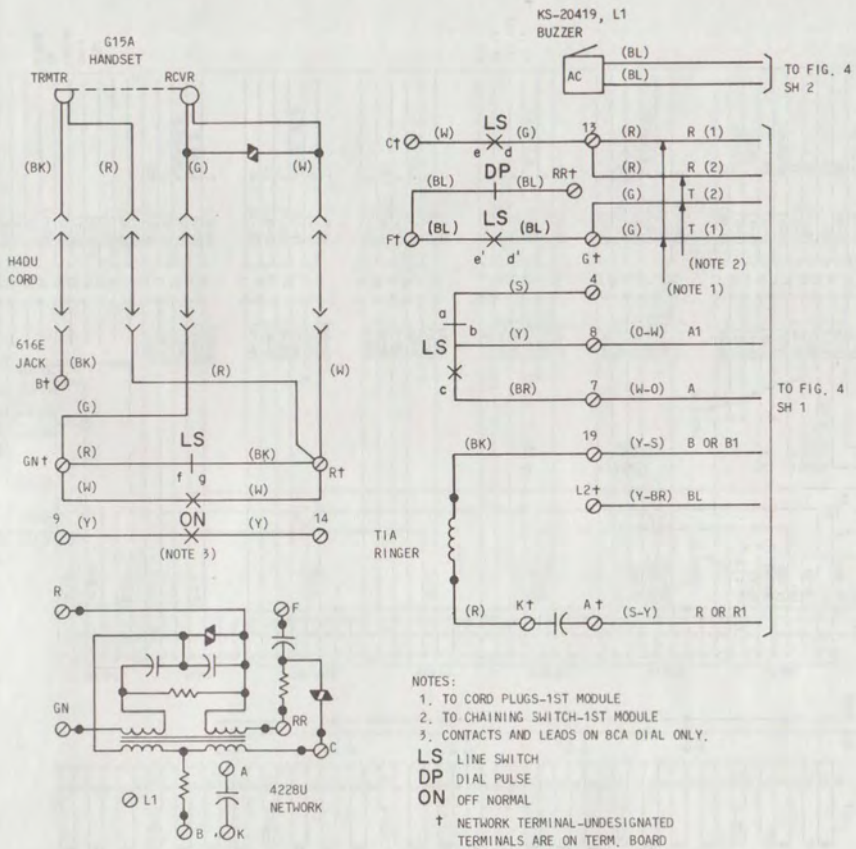 KS-20419, L1
BUZZER
G15A
HANDSET
TRMTR
RCVR
AC
(BL)
(BL)
TO FIG. 4
SH 2
(BK)
(R)
(G)
(W)
C†
(W)
LS
(G)
e
d
13
(R)
R (1)
(R)
R (2)
(BL)
DP
(BL)
RR†
(G)
T (2)
F†
(BL)
LS
(BL)
e'
d'
G†
(G)
T (1)
(NOTE 2)
(NOTE 1)
H4DU
CORD
616E
JACK
(BK)
B†
(R)
(W)
(G)
GN†
(R)
LS
(BK)
f
g
R†
(W)
(W)
9
(Y)
ON
(Y)
14
(NOTE 3)
(S)
4
a
b
LS
(Y)
8
(O-W)
A1
c
(BR)
7
(W-O)
A
TO FIG. 4
SH 1
(BK)
19
(Y-S)
B OR B1
L2†
(Y-BR)
BL
TIA
RINGER
(R)
K†
A†
(S-Y)
R OR R1
R
F
GN
RR
C
A
L1
B
K
4228U
NETWORK
NOTES:
1. TO CORD PLUGS-1ST MODULE
2. TO CHAINING SWITCH-1ST MODULE
3. CONTACTS AND LEADS ON 8CA DIAL ONLY.
LS LINE SWITCH
DP DIAL PULSE
ON OFF NORMAL
† NETWORK TERMINAL-UNDESIGNATED
TERMINALS ARE ON TERM. BOARD